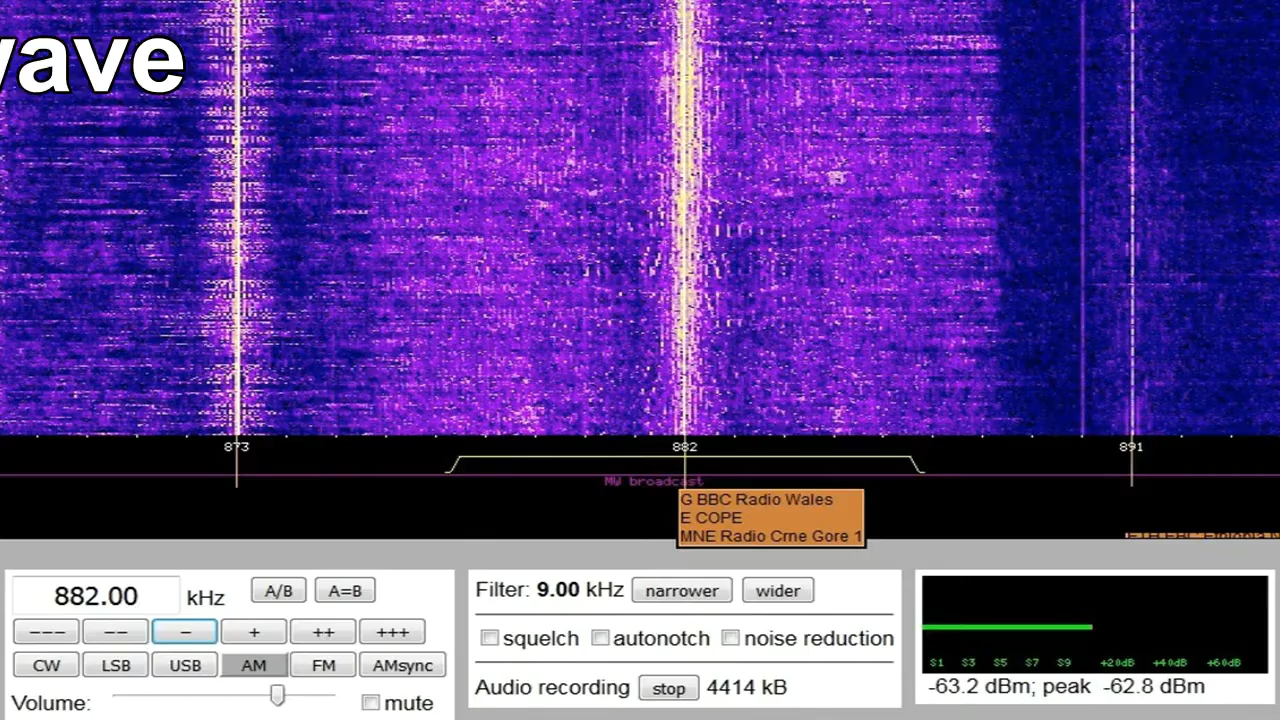 wave
873
882
891
MW broadcast
G BBC Radio Wales
E COPE
MNE Radio Crne Gore 1
882.00 kHz A/B A=B
--- -- - + ++ +++
CW LSB USB AM FM AMsync
Volume: mute
Filter: 9.00 kHz narrower wider
squelch autonotch noise reduction
Audio recording stop 4414 kB
S1 S3 S5 S7 S9 +20dB +40dB +60dB
-63.2 dBm; peak -62.8 dBm